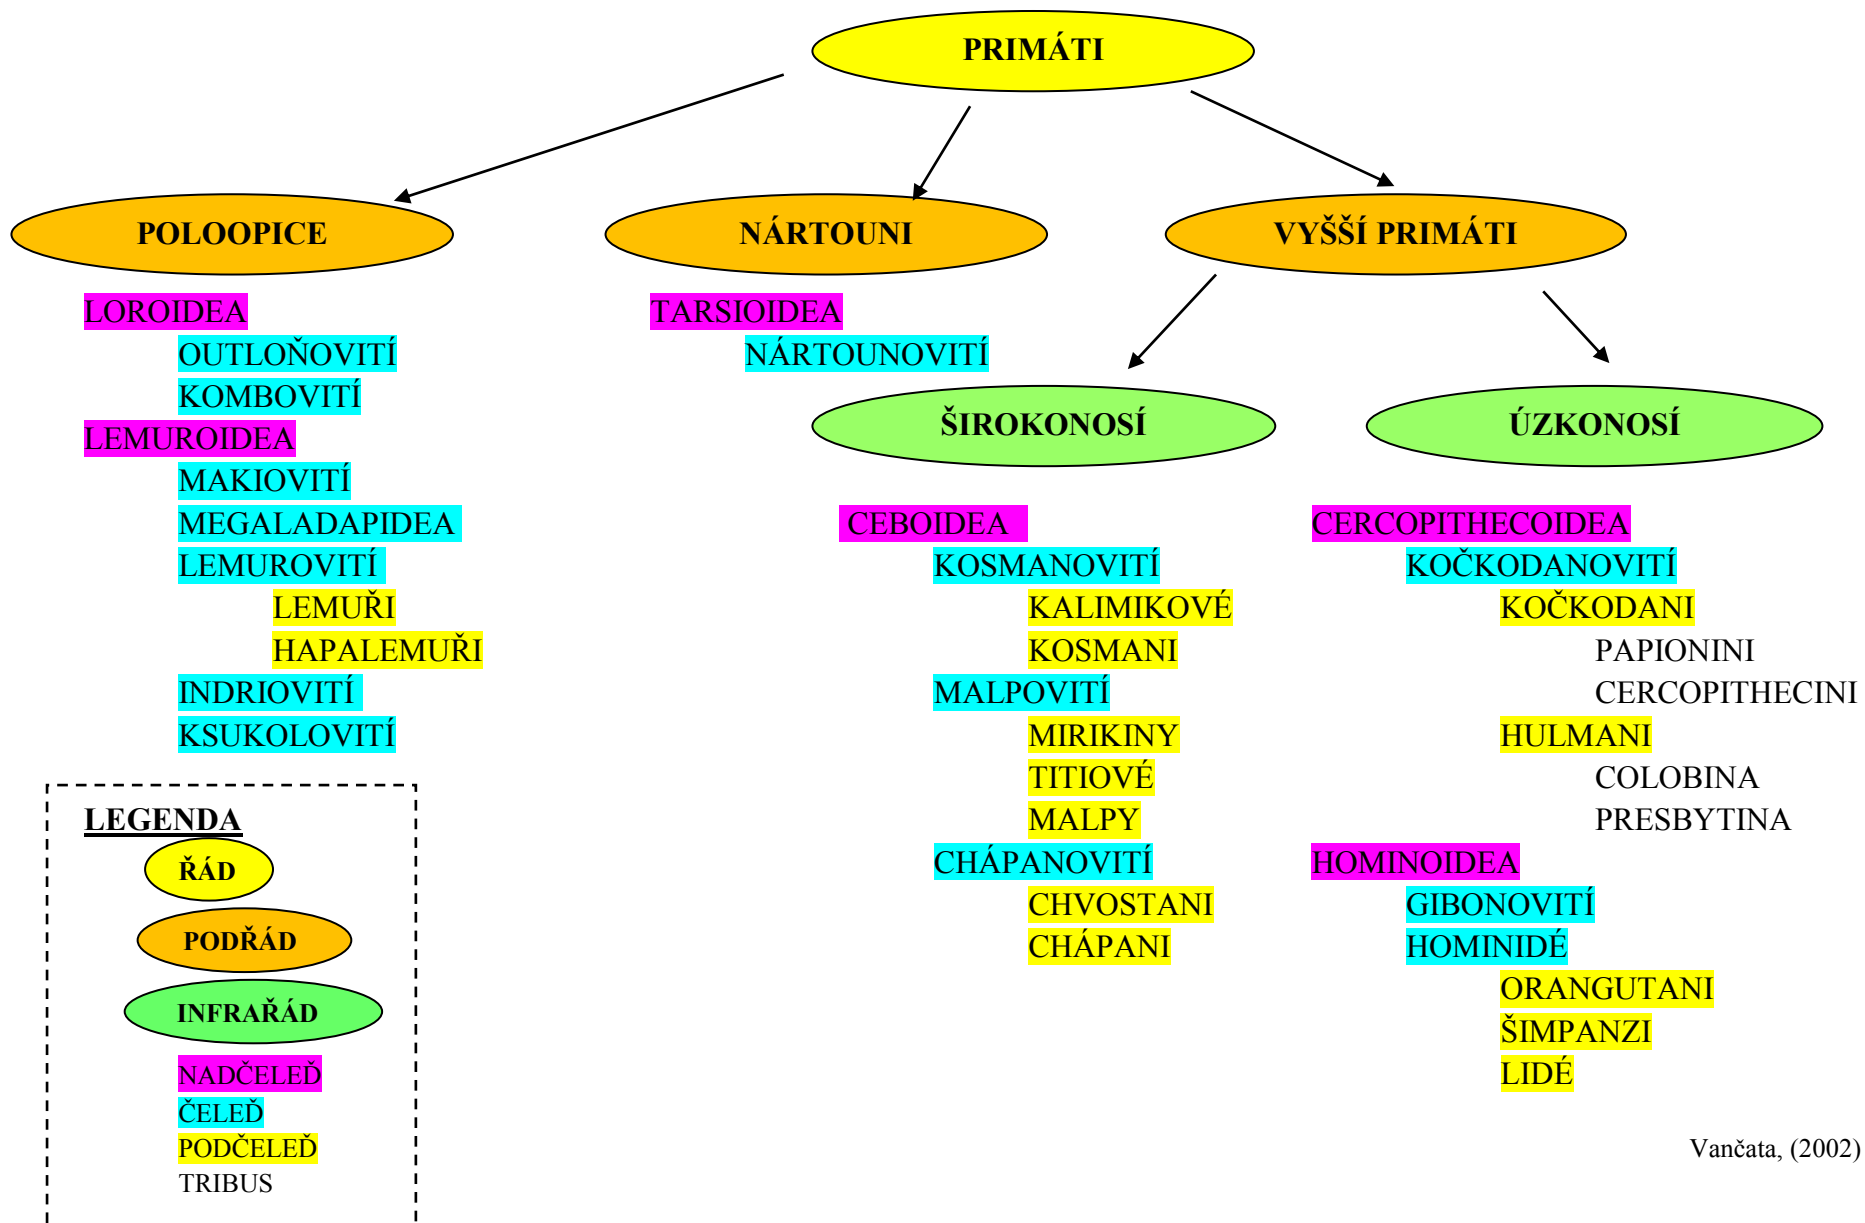 PRIMÁTI
POLOOPICE
NÁRTOUNI
VYŠŠÍ PRIMÁTI
LOROIDEA
OUTLOŇOVITÍ
KOMBOVITÍ
LEMUROIDEA
MAKIOVITÍ
MEGALADAPIDEA
LEMUROVITÍ
LEMUŘI
HAPALEMUŘI
INDRIOVITÍ
KSUKOLOVITÍ
TARSIOIDEA
NÁRTOUNOVITÍ
ŠIROKONOSÍ
CEBOIDEA
KOSMANOVITÍ
KALIMIKOVÉ
KOSMANI
MALPOVITÍ
MIRIKINY
TITIOVÉ
MALPY
CHÁPANOVITÍ
CHVOSTANI
CHÁPANI
ÚZKONOSÍ
CERCOPITHECOIDEA
KOČKODANOVITÍ
KOČKODANI
PAPIONINI
CERCOPITHECINI
HULMANI
COLOBINA
PRESBYTINA
HOMINOIDEA
GIBONOVITÍ
HOMINIDÉ
ORANGUTANI
ŠIMPANZI
LIDÉ
LEGENDA
ŘÁD
PODŘÁD
INFRAŘÁD
NADČELEĎ
ČELEĎ
PODČELEĎ
TRIBUS
Vančata, (2002)